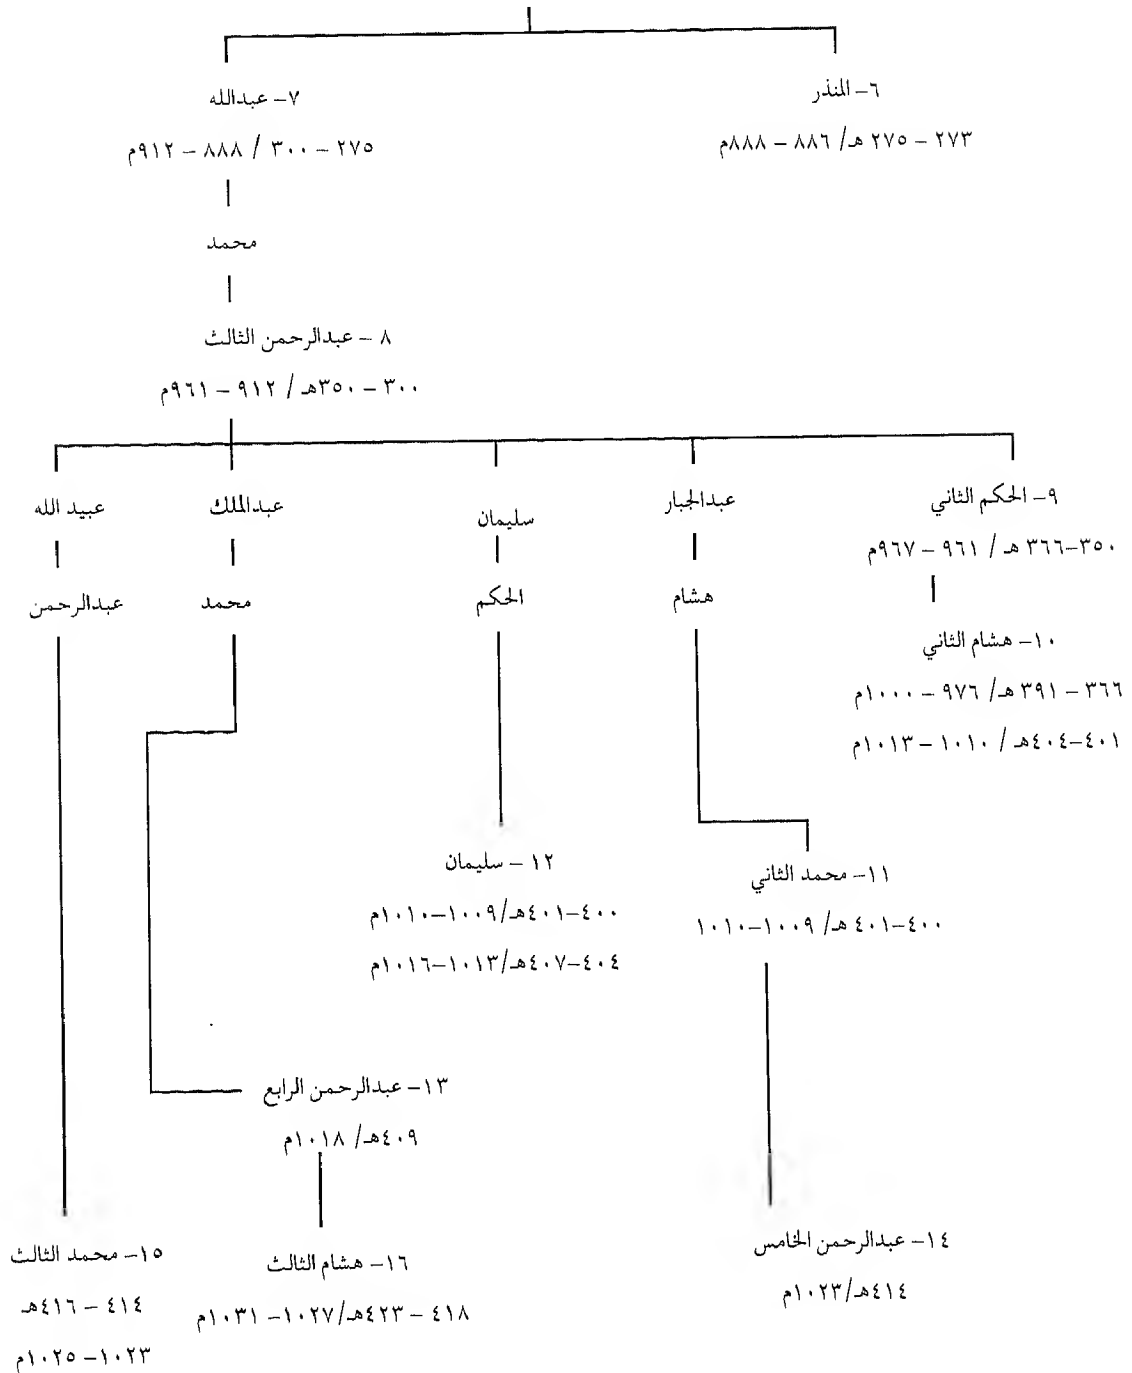 ٦– المنذر
٢٧٣ – ٢٧٥ هـ/ ٨٨٦ – ٨٨٨م
٧– عبدالله
٢٧٥ – ٣٠٠ / ٨٨٨ – ٩١٢م
محمد
٨ – عبدالرحمن الثالث
٣٠٠ – ٣٥٠هـ/ ٩١٢ – ٩٦١م
٩– الحكم الثاني
٣٥٠–٣٦٦ هـ/ ٩٦١ – ٩٦٧م
١٠– هشام الثاني
٣٦٦ – ٣٩١ هـ/ ٩٧٦ – ١٠٠٠م
٤٠١–٤٠٤هـ/ ١٠١٠ – ١٠١٣م
عبدالجبار
هشام
١١– محمد الثاني
٤٠٠–٤٠١ هـ/ ١٠٠٩–١٠١٠
١٤– عبدالرحمن الخامس
٤١٤هـ/١٠٢٣م
سليمان
الحكم
١٢ – سليمان
٤٠٠–٤٠١هـ/١٠٠٩–١٠١٠م
٤٠٤–٤٠٧هـ/١٠١٣–١٠١٦م
عبدالملك
محمد
١٣– عبدالرحمن الرابع
٤٠٩هـ/ ١٠١٨م
١٦– هشام الثالث
٤١٨ – ٤٢٣هـ/١٠٢٧–١٠٣١م
عبيد الله
عبدالرحمن
١٥– محمد الثالث
٤١٤ – ٤١٦هـ
١٠٢٣–١٠٢٥م